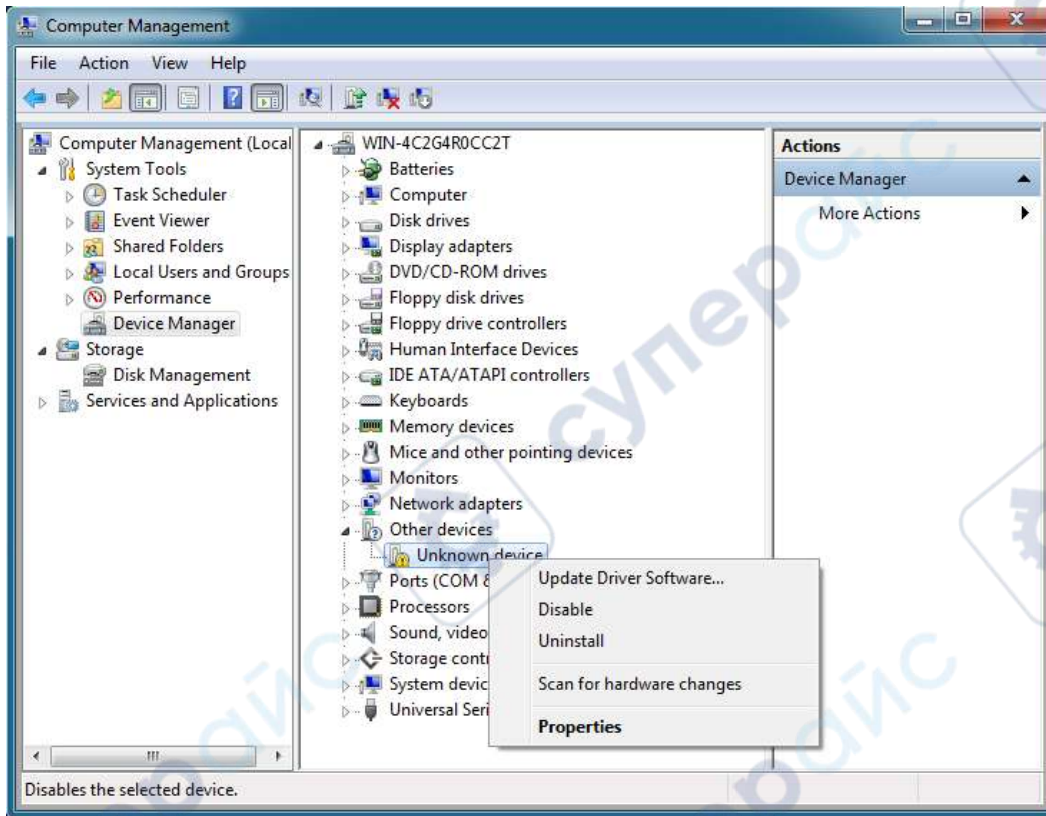 Computer Management
File Action View Help
Computer Management (Local
System Tools
Task Scheduler
Event Viewer
Shared Folders
Local Users and Groups
Performance
Device Manager
Storage
Disk Management
Services and Applications
WIN-4C2G4R0CC2T
Batteries
Computer
Disk drives
Display adapters
DVD/CD-ROM drives
Floppy disk drives
Floppy drive controllers
Human Interface Devices
IDE ATA/ATAPI controllers
Keyboards
Memory devices
Mice and other pointing devices
Monitors
Network adapters
Other devices
Unknown device
Ports (COM &
Processors
Sound, video
Storage contr
System devic
Universal Seri
Update Driver Software...
Disable
Uninstall
Scan for hardware changes
Properties
Actions
Device Manager
More Actions
Disables the selected device.
суперайс